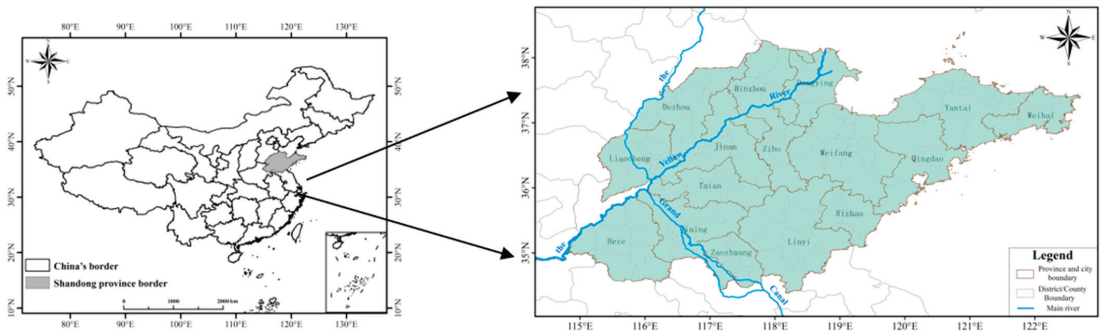 80°E 90°E 100°E 110°E 120°E 130°E
N
W E
S
50°N 50°N
40°N 40°N
30°N 30°N
20°N 20°N
10°N 10°N
China's border
Shandong province border
0 1000 2000 km
80°E 90°E 100°E 110°E 120°E 130°E
N
W E
S
38°N
37°N
36°N
35°N
the
Binzhou
Dongying
Dezhou
River
Yantai
Weihai
Jinan
Zibo
Weifang
Liaocheng
Yellow
Qingdao
Taian
Grand
Rizhao
Jining
the
Heze
Linyi
Zaozhuang
Canal
Legend
Province and city
boundary
District/County
Boundary
Main river
115°E 116°E 117°E 118°E 119°E 120°E 121°E 122°E